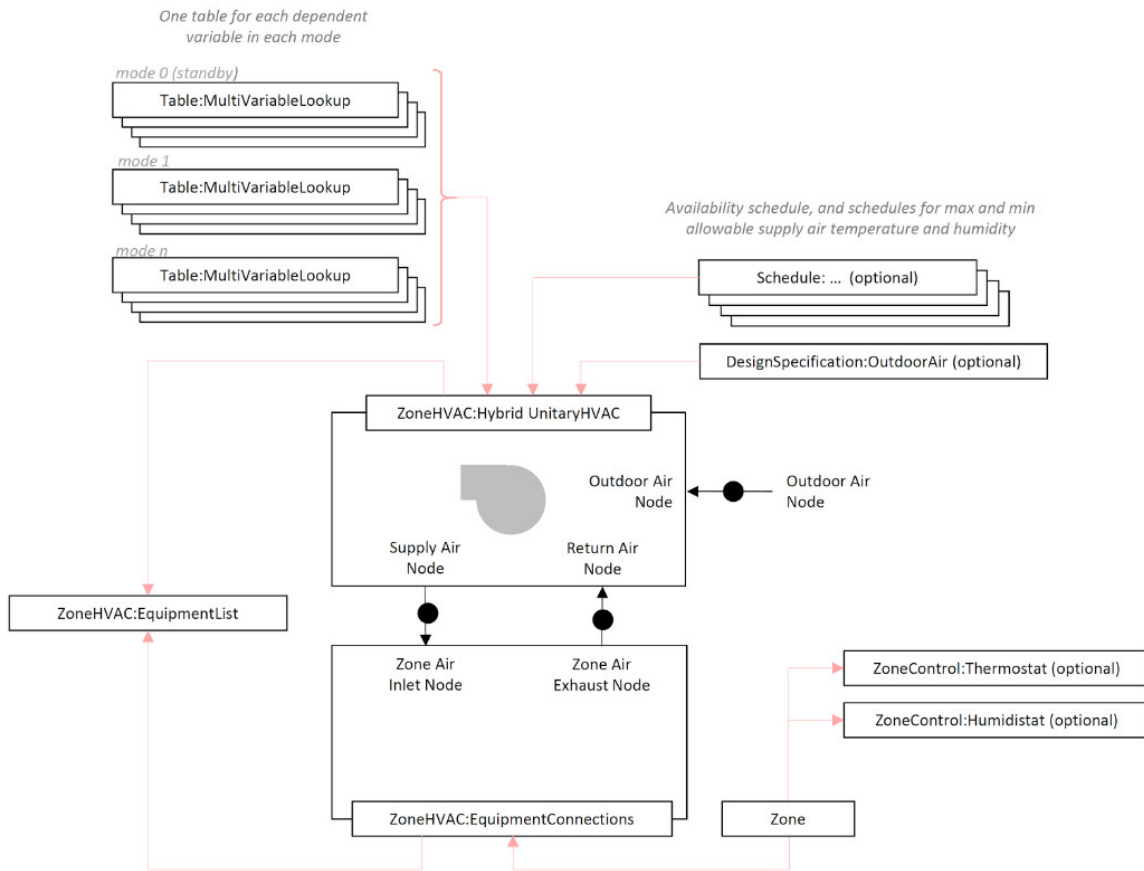 One table for each dependent
variable in each mode
mode 0 (standby)
Table:MultiVariableLookup
mode 1
Table:MultiVariableLookup
mode n
Table:MultiVariableLookup
Availability schedule, and schedules for max and min
allowable supply air temperature and humidity
Schedule: ... (optional)
DesignSpecification:OutdoorAir (optional)
ZoneHVAC:Hybrid UnitaryHVAC
Outdoor Air
Node
Outdoor Air
Node
Supply Air
Node
Return Air
Node
ZoneHVAC:EquipmentList
Zone Air
Inlet Node
Zone Air
Exhaust Node
ZoneControl:Thermostat (optional)
ZoneControl:Humidistat (optional)
ZoneHVAC:EquipmentConnections
Zone